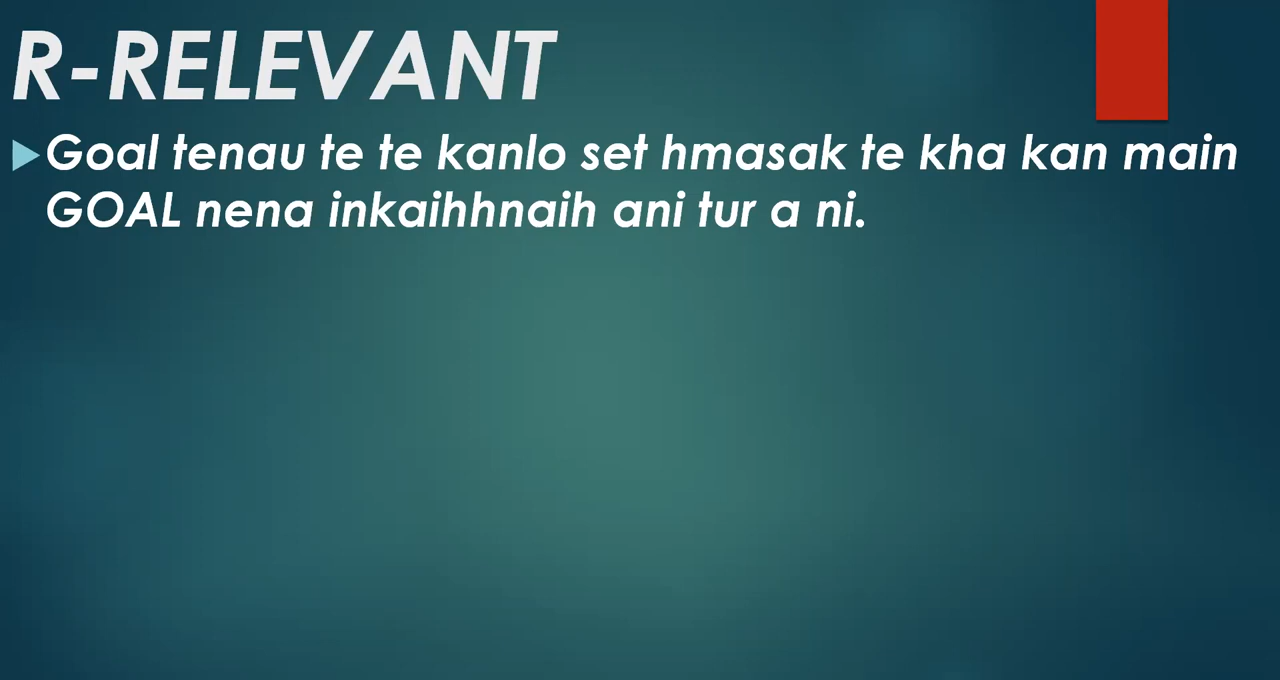 R-RELEVANT
Goal tenau te te kanlo set hmasak te kha kan main
GOAL nena inkaihhnaih ani tur a ni.